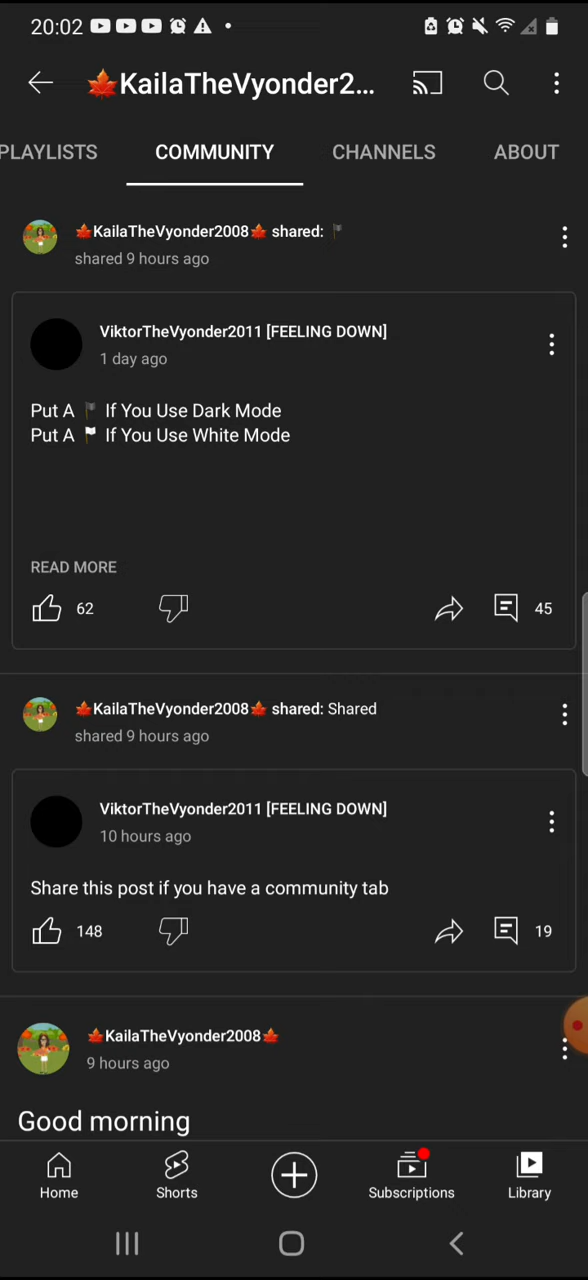 20:02
🍁KailaTheVyonder2...
PLAYLISTS COMMUNITY CHANNELS ABOUT
🍁KailaTheVyonder2008🍁 shared: 🏴
shared 9 hours ago
ViktorTheVyonder2011 [FEELING DOWN]
1 day ago
Put A 🏴 If You Use Dark Mode
Put A 🏳 If You Use White Mode
READ MORE
62 45
🍁KailaTheVyonder2008🍁 shared: Shared
shared 9 hours ago
ViktorTheVyonder2011 [FEELING DOWN]
10 hours ago
Share this post if you have a community tab
148 19
🍁KailaTheVyonder2008🍁
9 hours ago
Good morning
Home Shorts Subscriptions Library